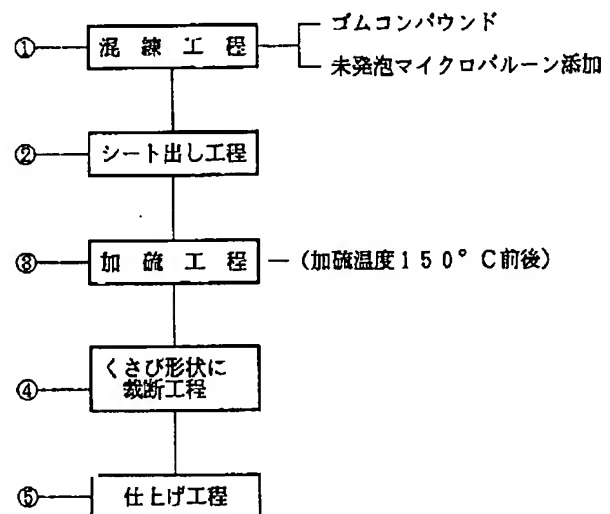 ゴムコンパウンド
① 混練工程
未発泡マイクロバルーン添加
② シート出し工程
⑧ 加硫工程 — (加硫温度150°C前後)
くさび形状に
④ 裁断工程
⑤ 仕上げ工程